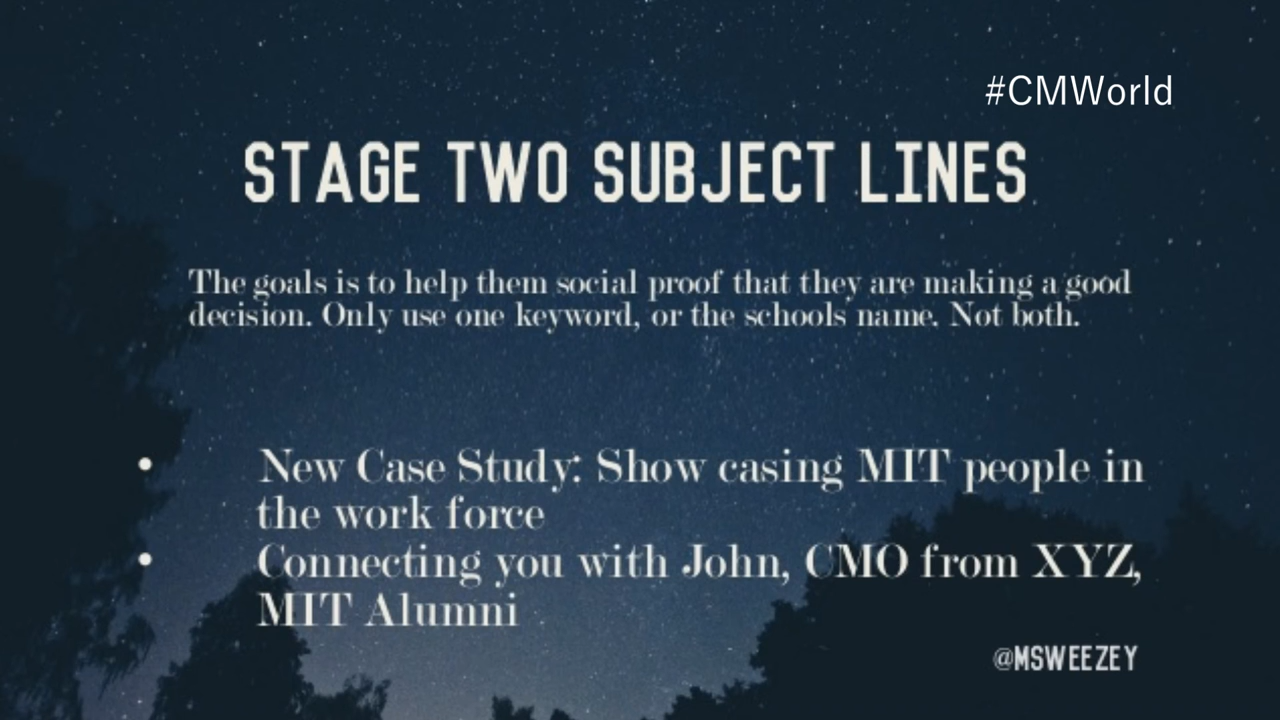 #CMWorld
STAGE TWO SUBJECT LINES
The goals is to help them social proof that they are making a good
decision. Only use one keyword, or the schools name. Not both.
• New Case Study: Show casing MIT people in
the work force
• Connecting you with John, CMO from XYZ,
MIT Alumni
@MSWEEZEY